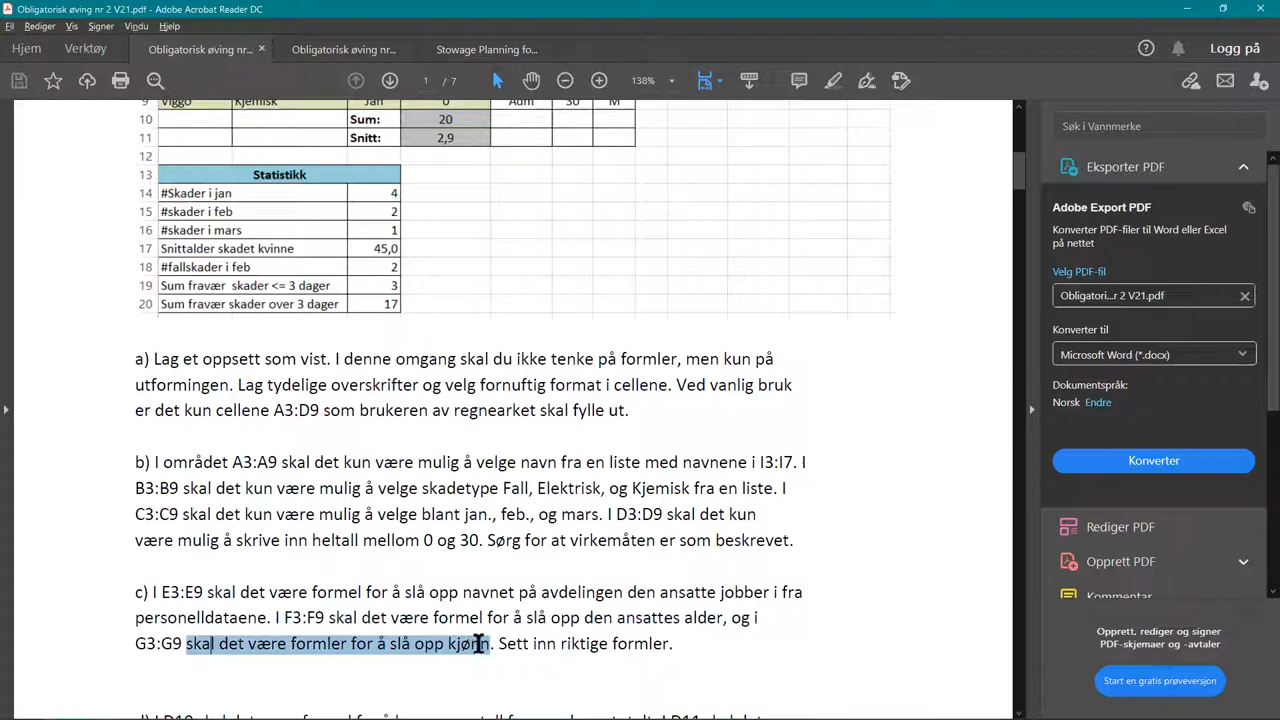 Obligatorisk øving nr 2 V21.pdf - Adobe Acrobat Reader DC
Fil Rediger Vis Signer Vindu Hjelp
Hjem Verktøy Obligatorisk øving nr... × Obligatorisk øving nr... Stowage Planning fo... Logg på
1 / 7 138%
9 Viggo Kjemisk Jan 0 Adm 30 M
10 Sum: 20
11 Snitt: 2,9
12
13 Statistikk
14 #Skader i jan 4
15 #skader i feb 2
16 #skader i mars 1
17 Snittalder skadet kvinne 45,0
18 #fallskader i feb 2
19 Sum fravær skader <= 3 dager 3
20 Sum fravær skader over 3 dager 17
a) Lag et oppsett som vist. I denne omgang skal du ikke tenke på formler, men kun på
utformingen. Lag tydelige overskrifter og velg fornuftig format i cellene. Ved vanlig bruk
er det kun cellene A3:D9 som brukeren av regnearket skal fylle ut.
b) I området A3:A9 skal det kun være mulig å velge navn fra en liste med navnene i I3:I7. I
B3:B9 skal det kun være mulig å velge skadetype Fall, Elektrisk, og Kjemisk fra en liste. I
C3:C9 skal det kun være mulig å velge blant jan., feb., og mars. I D3:D9 skal det kun
være mulig å skrive inn heltall mellom 0 og 30. Sørg for at virkemåten er som beskrevet.
c) I E3:E9 skal det være formel for å slå opp navnet på avdelingen den ansatte jobber i fra
personelldataene. I F3:F9 skal det være formel for å slå opp den ansattes alder, og i
G3:G9 skal det være formler for å slå opp kjønn. Sett inn riktige formler.
Søk i Vannmerke
Eksporter PDF
Adobe Export PDF
Konverter PDF-filer til Word eller Excel
på nettet
Velg PDF-fil
Obligatori...r 2 V21.pdf
Konverter til
Microsoft Word (*.docx)
Dokumentspråk:
Norsk Endre
Konverter
Rediger PDF
Opprett PDF
Kommentar
Opprett, rediger og signer
PDF-skjemaer og -avtaler
Start en gratis prøveversjon